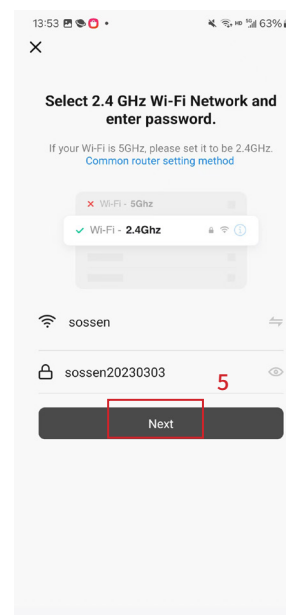 13:53 HD 5G 63%
Select 2.4 GHz Wi-Fi Network and
enter password.
If your Wi-Fi is 5GHz, please set it to be 2.4GHz.
Common router setting method
Wi-Fi - 5Ghz
Wi-Fi - 2.4Ghz
sossen
sossen20230303
5
Next